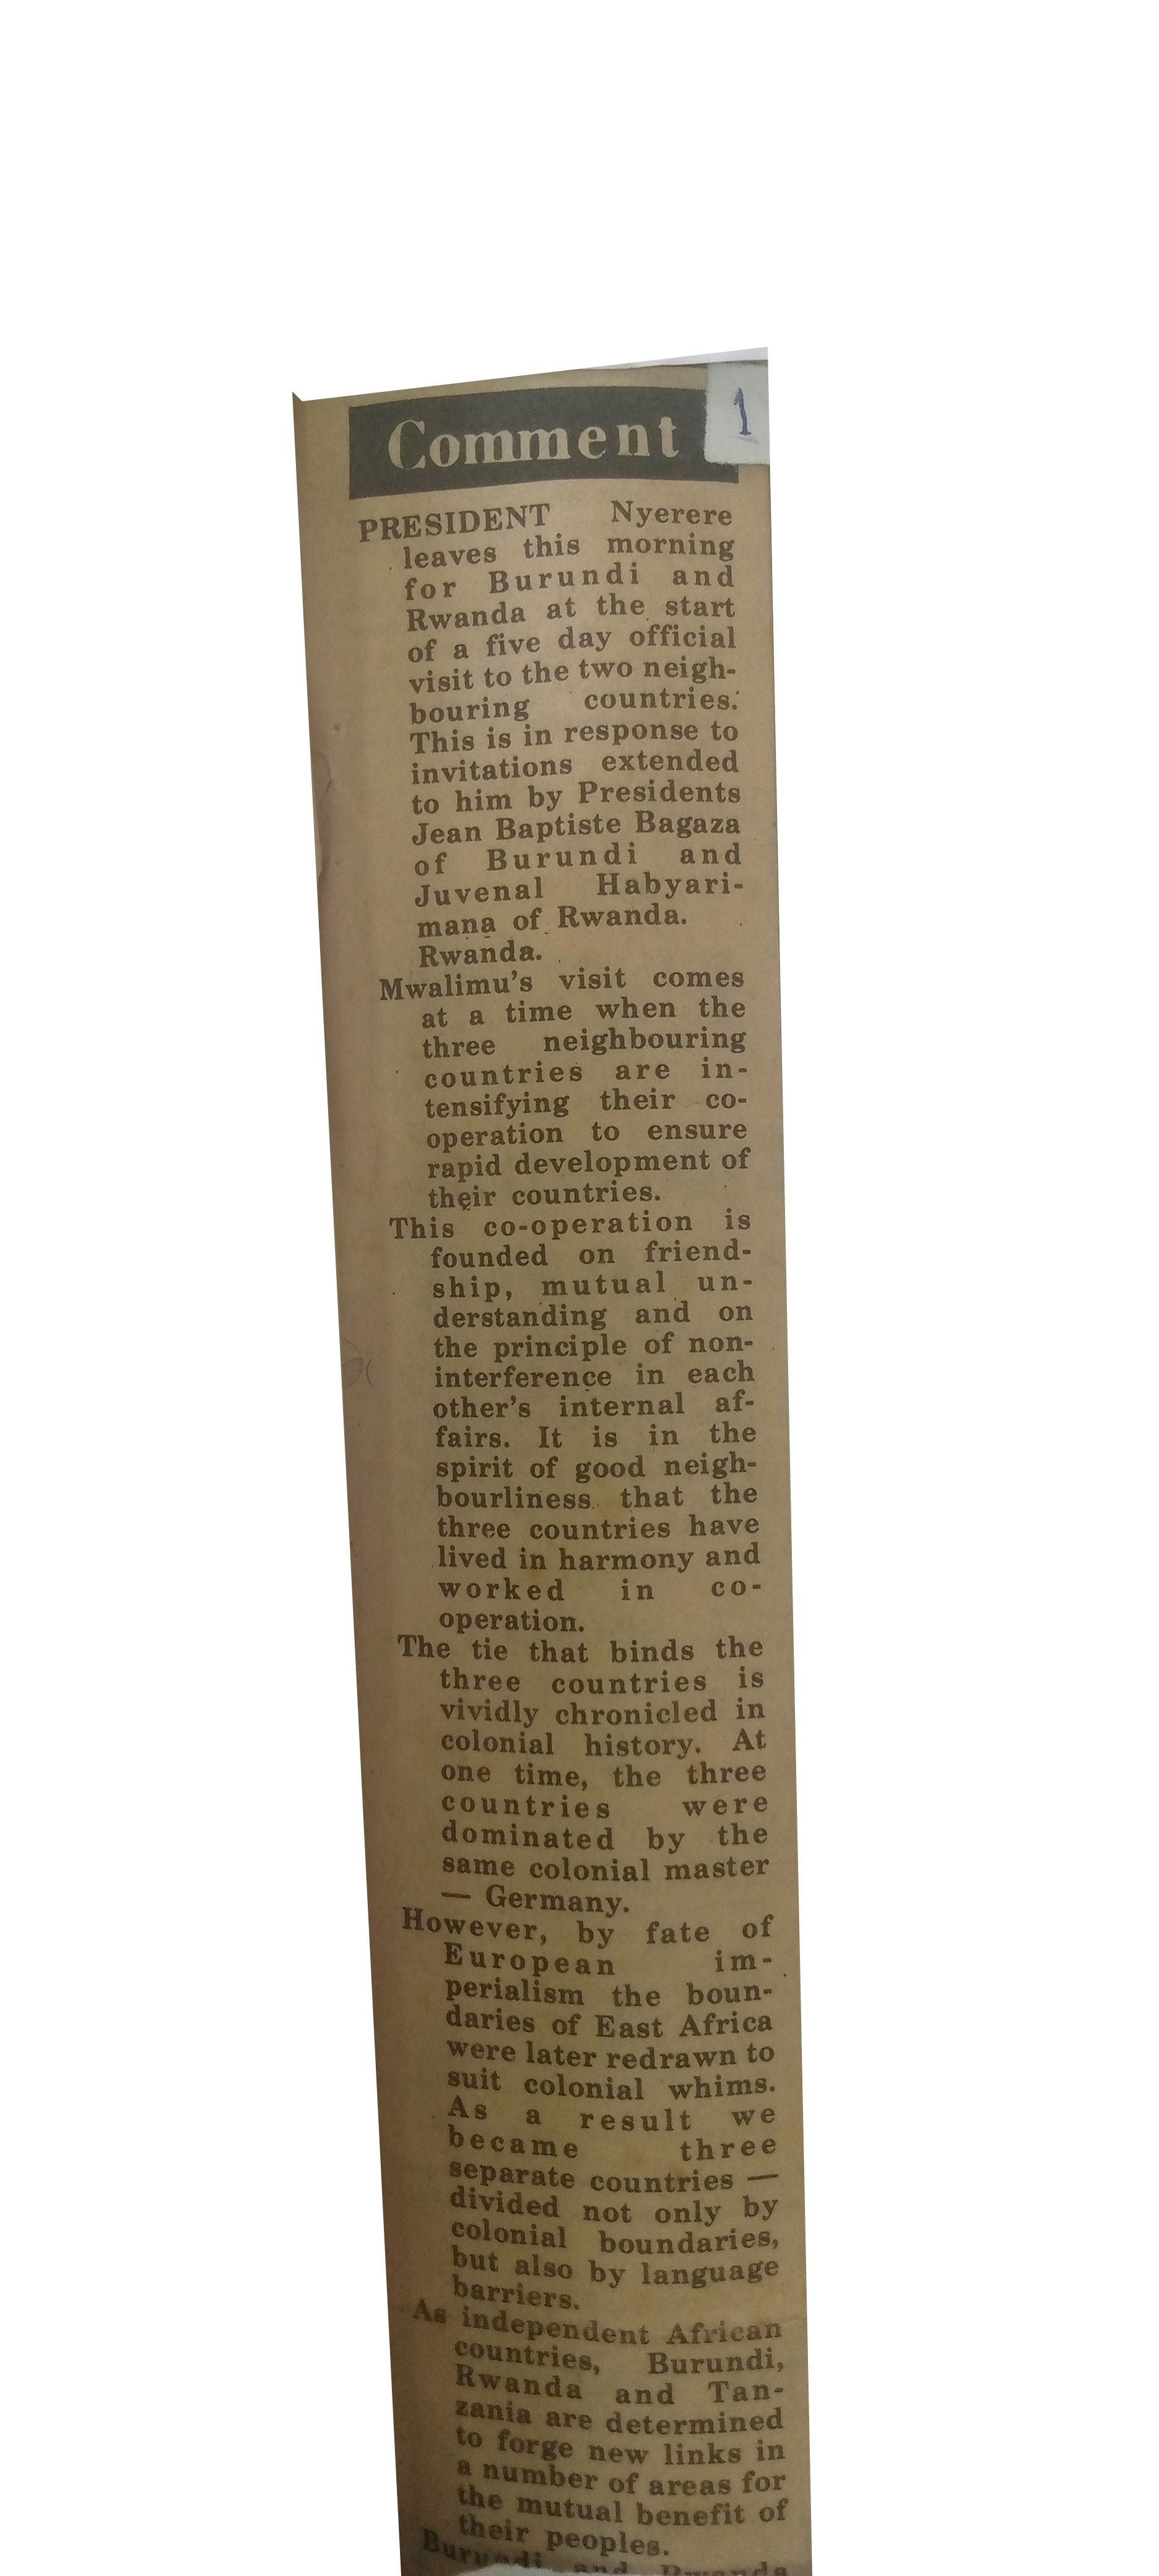 Comment
1
PRESIDENT Nyerere
leaves this morning
for Burundi and
Rwanda at the start
of a five day official
visit to the two neigh-
bouring countries.
This is in response to
invitations extended
to him by Presidents
Jean Baptiste Bagaza
of Burundi and
Juvenal Habyari-
mana of Rwanda.
Rwanda.
Mwalimu's visit comes
at a time when the
three neighbouring
countries are in-
tensifying their co-
operation to ensure
rapid development of
their countries.
This co-operation is
founded on friend-
ship, mutual un-
derstanding and on
the principle of non-
interference in each
other's internal af-
fairs. It is in the
spirit of good neigh-
bourliness that the
three countries have
lived in harmony and
worked in co-
operation.
The tie that binds the
three countries is
vividly chronicled in
colonial history. At
one time, the three
countries were
dominated by the
same colonial master
— Germany.
However, by fate of
European im-
perialism the boun-
daries of East Africa
were later redrawn to
suit colonial whims.
As a result we
became three
separate countries —
divided not only by
colonial boundaries,
but also by language
barriers.
As independent African
countries, Burundi,
Rwanda and Tan-
zania are determined
to forge new links in
a number of areas for
the mutual benefit of
their peoples.
Burundi and Rwanda